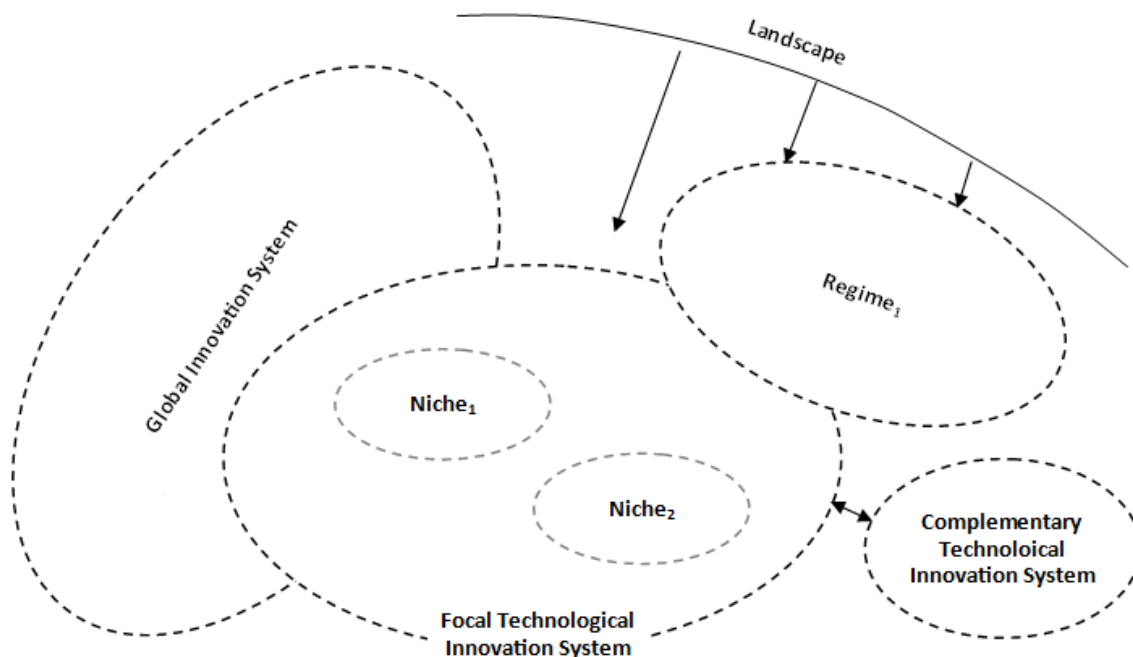 Landscape
Global Innovation System
Regime₁
Niche₁
Niche₂
Complementary
Technoloical
Innovation System
Focal Technological
Innovation System